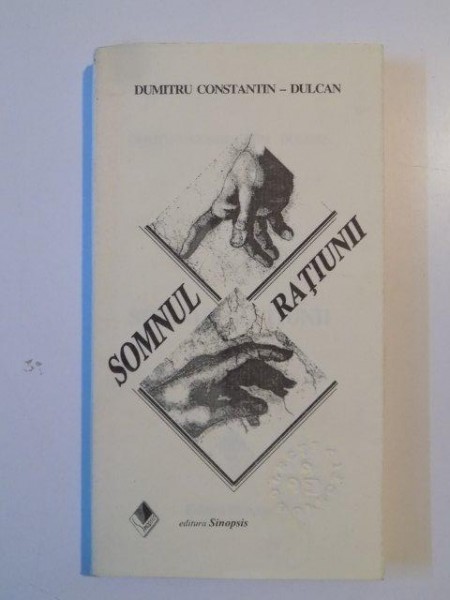 DUMITRU CONSTANTIN – DULCAN
SOMNUL
RAȚIUNII
editura Sinopsis